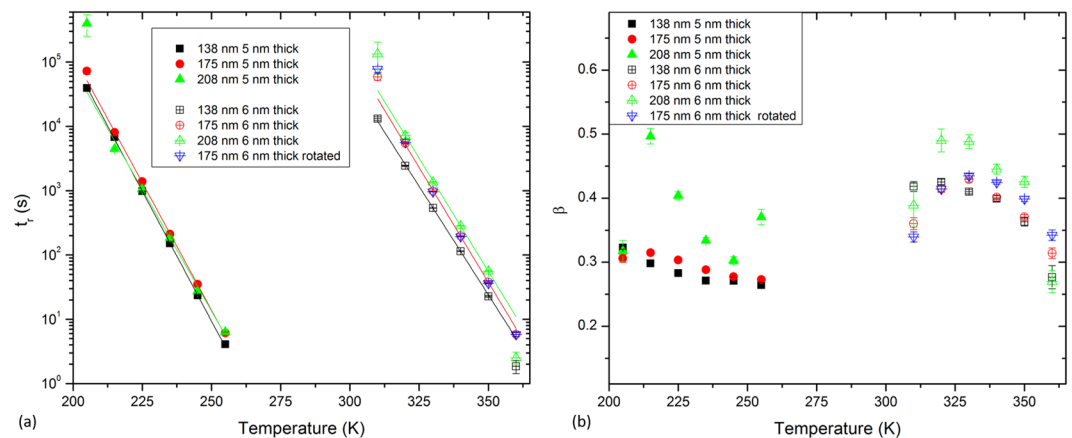 138 nm 5 nm thick
175 nm 5 nm thick
208 nm 5 nm thick
138 nm 6 nm thick
175 nm 6 nm thick
208 nm 6 nm thick
175 nm 6 nm thick rotated
10⁵
10⁴
10³
10²
10¹
10⁰
tᵣ (s)
200 225 250 275 300 325 350
Temperature (K)
(a)
138 nm 5 nm thick
175 nm 5 nm thick
208 nm 5 nm thick
138 nm 6 nm thick
175 nm 6 nm thick
208 nm 6 nm thick
175 nm 6 nm thick rotated
0.6
0.5
0.4
0.3
0.2
β
200 225 250 275 300 325 350
Temperature (K)
(b)